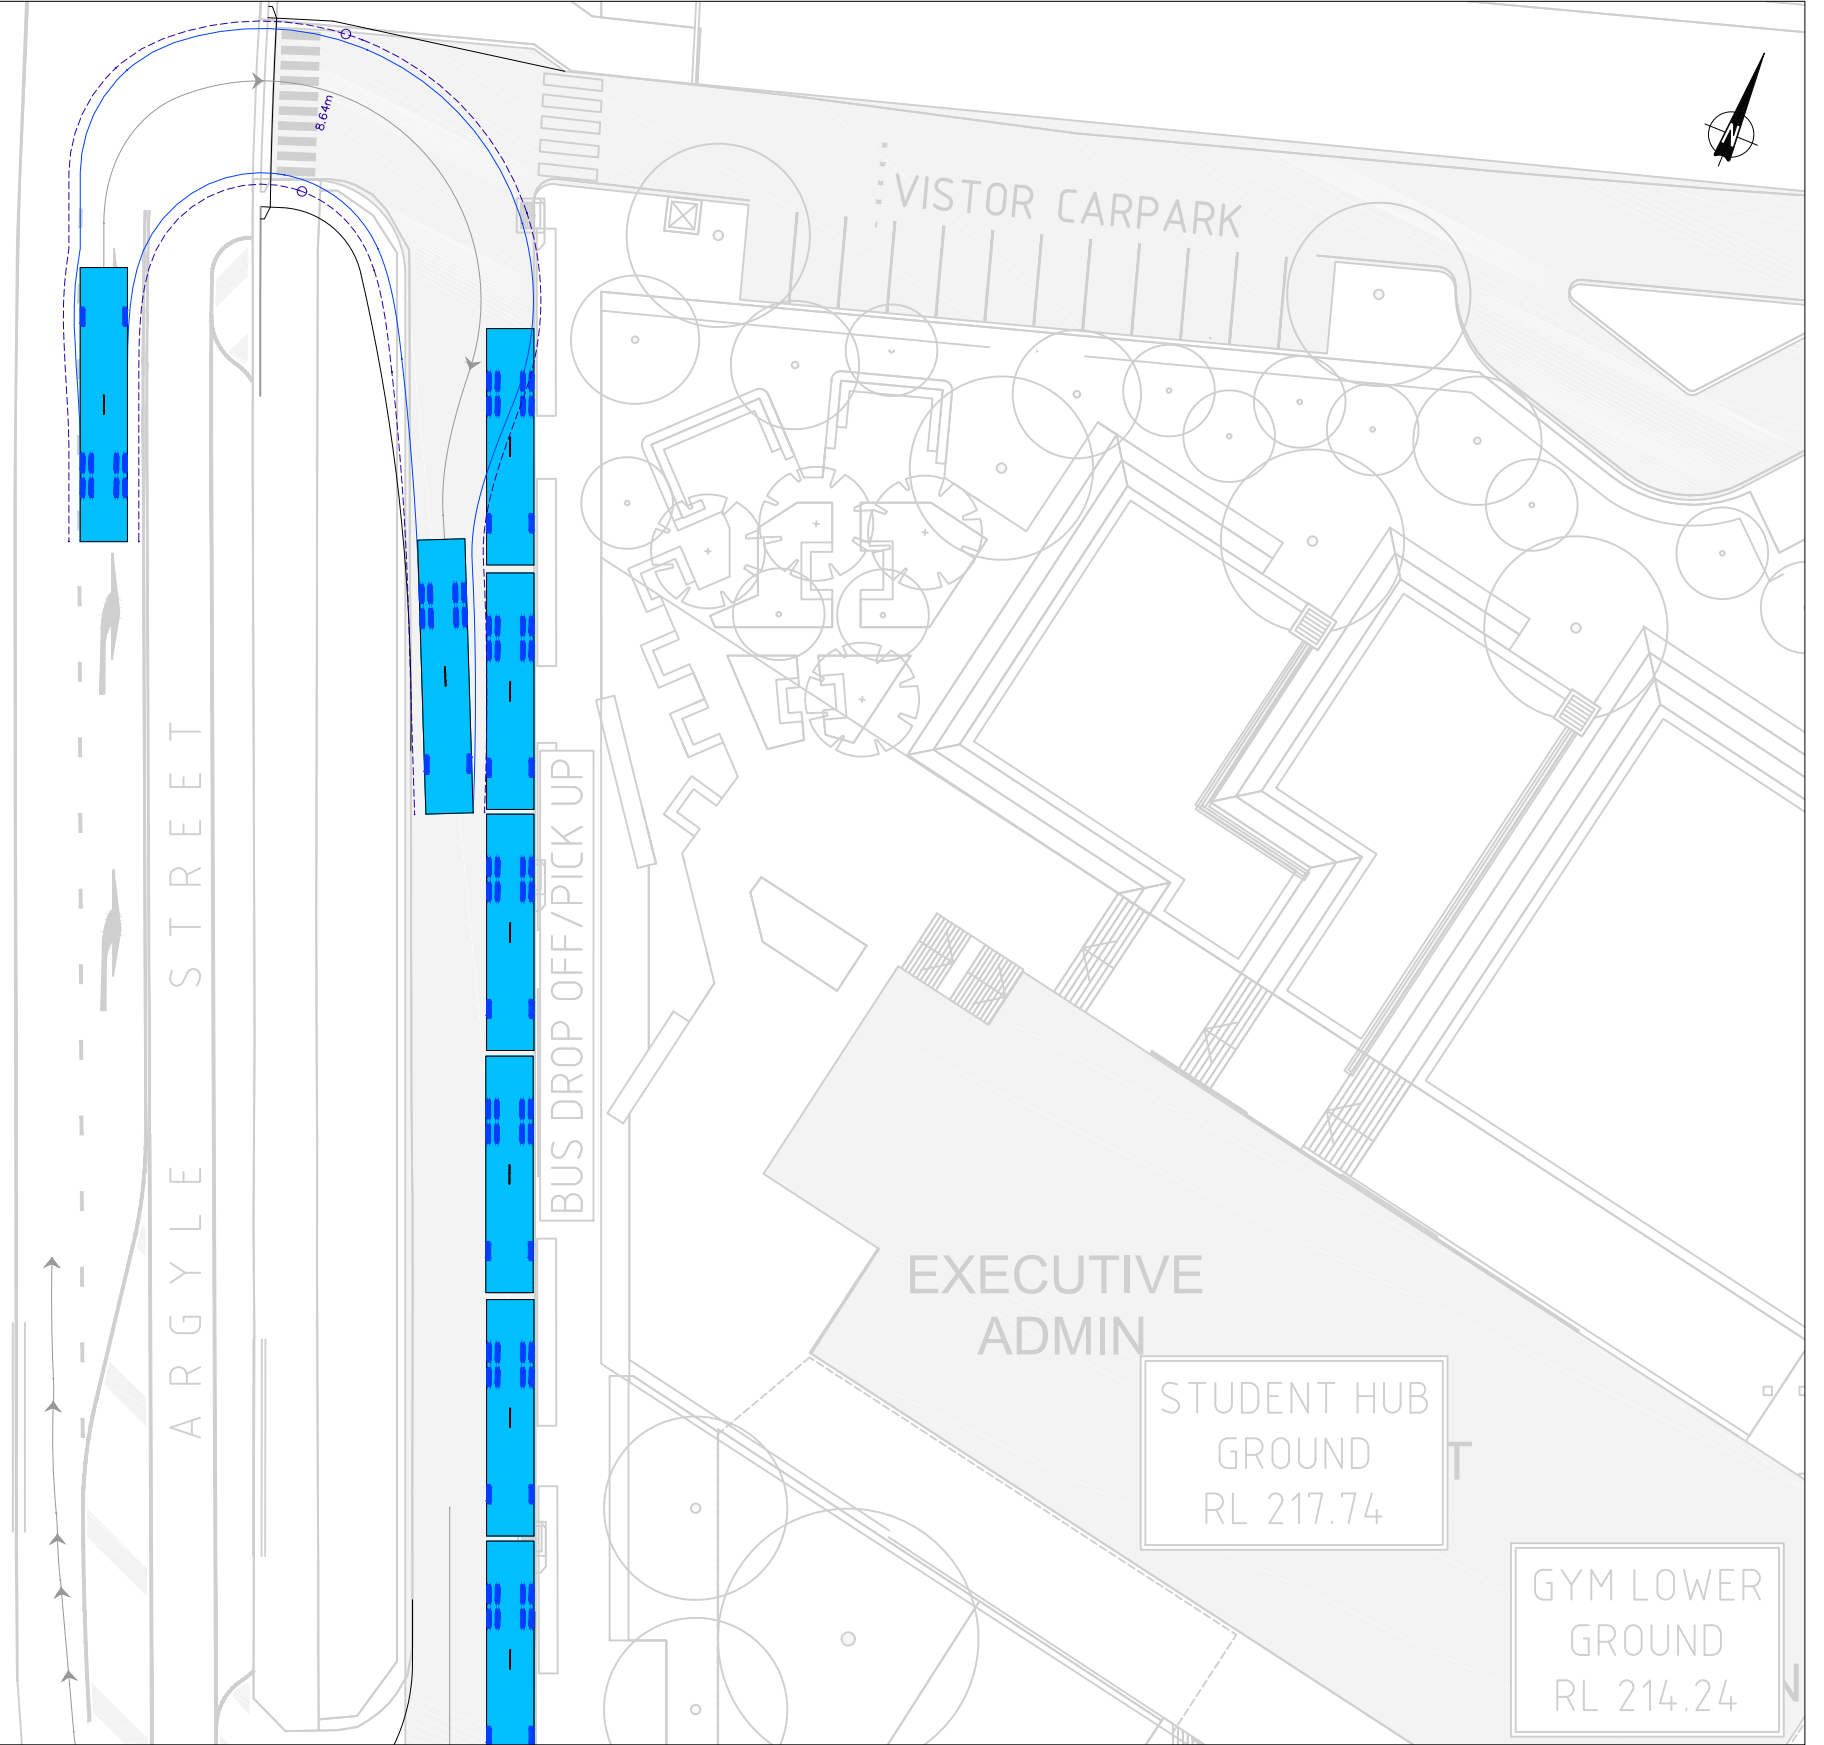 8.64m
N
VISTOR CARPARK
ARGYLE STREET
BUS DROP OFF/PICK UP
EXECUTIVE
ADMIN
STUDENT HUB
GROUND
RL 217.74
T
GYM LOWER
GROUND
RL 214.24
N